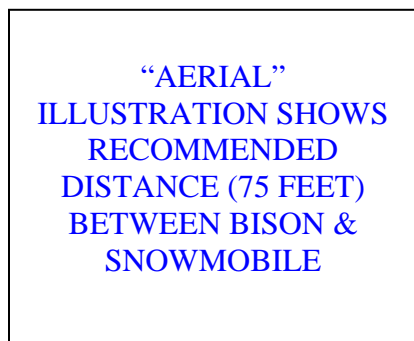 “AERIAL”
ILLUSTRATION SHOWS
RECOMMENDED
DISTANCE (75 FEET)
BETWEEN BISON &
SNOWMOBILE